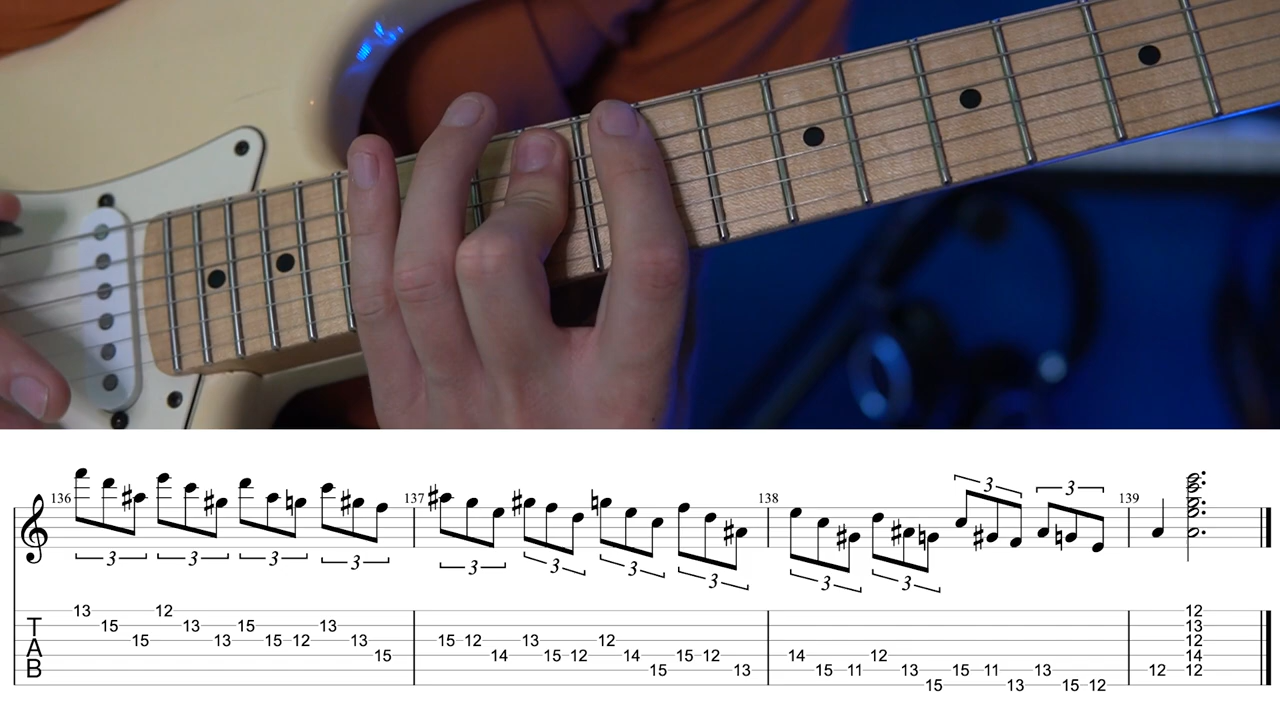 136 137 138 139
3 3 3 3 3 3 3 3 3 3 3 3
T
A
B
13 12 12
15 13 15 13 13
15 13 15 12 13 15 12 13 12 12
15 14 15 12 14 15 12 14 12 14
15 13 15 11 13 15 11 13 12 12
15 13 15 12